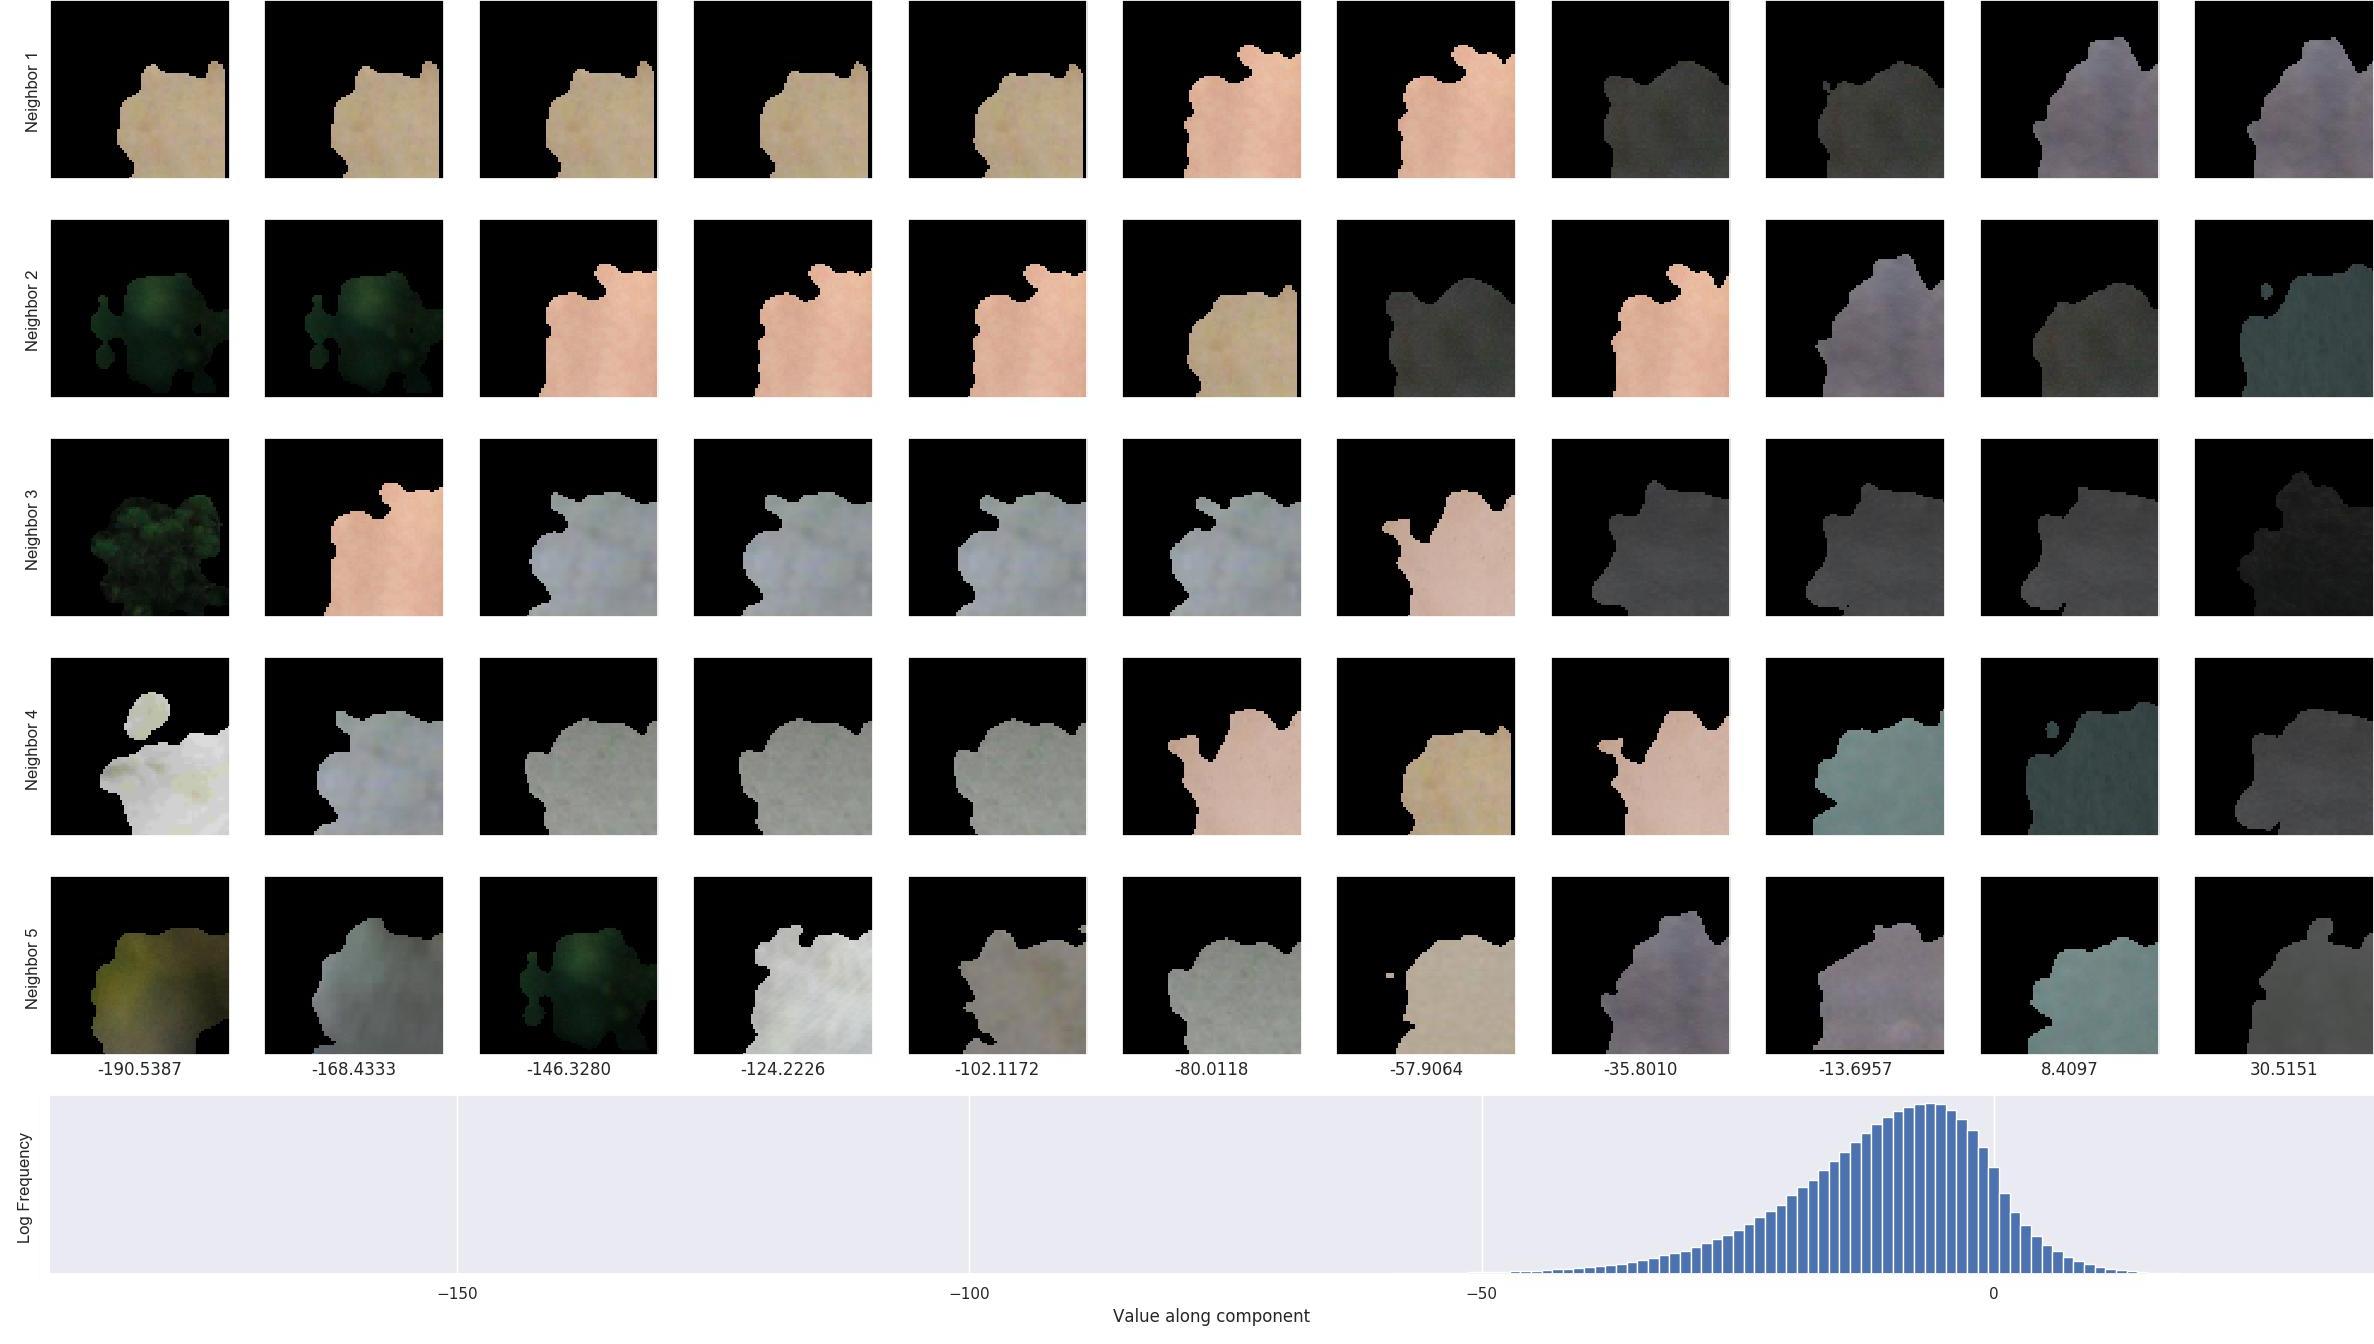 Neighbor 1
Neighbor 2
Neighbor 3
Neighbor 4
Neighbor 5
-190.5387 -168.4333 -146.3280 -124.2226 -102.1172 -80.0118 -57.9064 -35.8010 -13.6957 8.4097 30.5151
Log Frequency
−150 −100 −50 0
Value along component